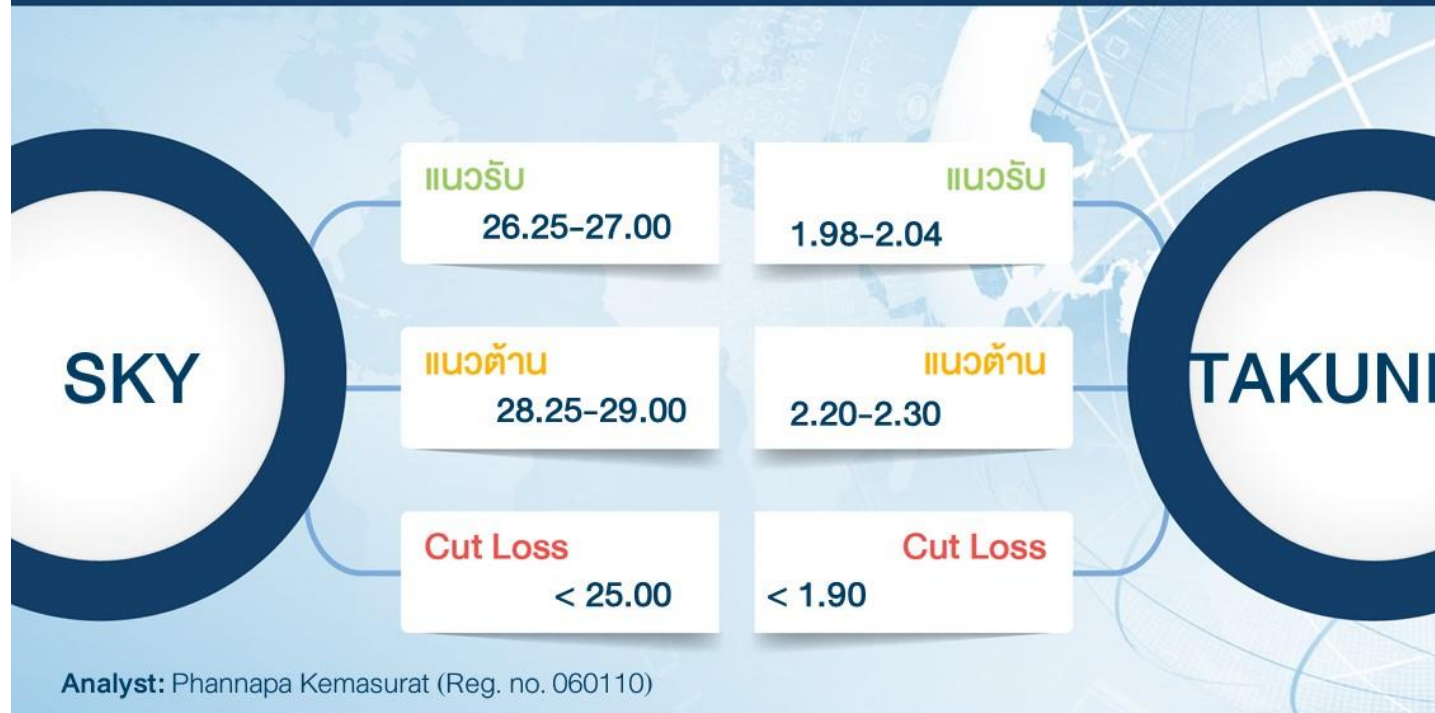 SKY
แนวรับ
26.25-27.00
แนวต้าน
28.25-29.00
Cut Loss
< 25.00
แนวรับ
1.98-2.04
แนวต้าน
2.20-2.30
Cut Loss
< 1.90
TAKUNI
Analyst: Phannapa Kemasurat (Reg. no. 060110)